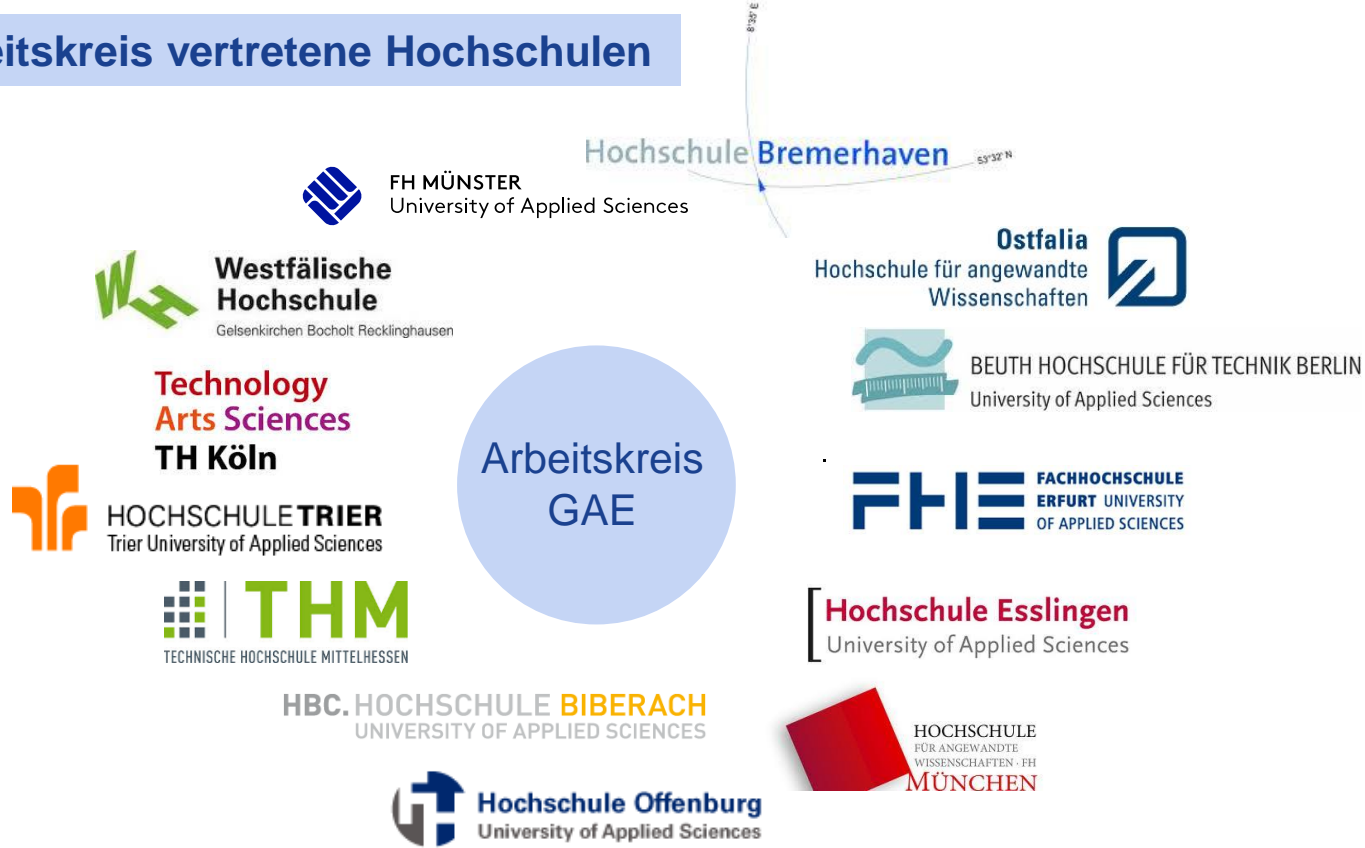 eitskreis vertretene Hochschulen
8°35' E
Hochschule Bremerhaven
53°32' N
FH MÜNSTER
University of Applied Sciences
Ostfalia
Hochschule für angewandte
Wissenschaften
WH
Westfälische
Hochschule
Gelsenkirchen Bocholt Recklinghausen
BEUTH HOCHSCHULE FÜR TECHNIK BERLIN
University of Applied Sciences
Technology
Arts Sciences
TH Köln
Arbeitskreis
GAE
.
FHE
FACHHOCHSCHULE
ERFURT UNIVERSITY
OF APPLIED SCIENCES
HOCHSCHULE TRIER
Trier University of Applied Sciences
THM
TECHNISCHE HOCHSCHULE MITTELHESSEN
Hochschule Esslingen
University of Applied Sciences
HBC. HOCHSCHULE BIBERACH
UNIVERSITY OF APPLIED SCIENCES
HOCHSCHULE
FÜR ANGEWANDTE
WISSENSCHAFTEN · FH
MÜNCHEN
Hochschule Offenburg
University of Applied Sciences